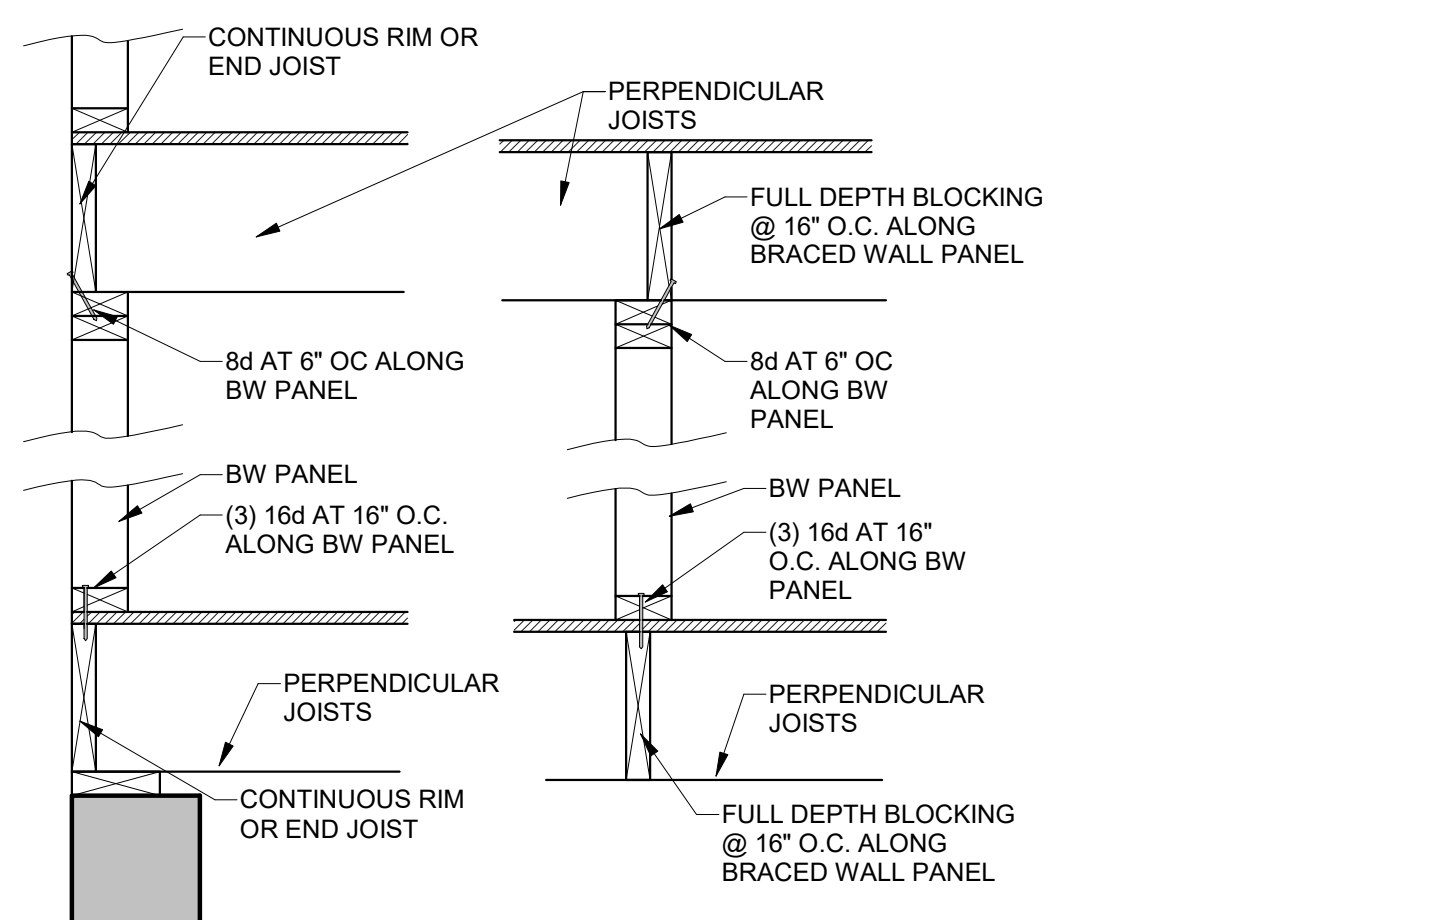 CONTINUOUS RIM OR
END JOIST
PERPENDICULAR
JOISTS
FULL DEPTH BLOCKING
@ 16" O.C. ALONG
BRACED WALL PANEL
8d AT 6" OC ALONG
BW PANEL
8d AT 6" OC
ALONG BW
PANEL
BW PANEL
(3) 16d AT 16" O.C.
ALONG BW PANEL
BW PANEL
(3) 16d AT 16"
O.C. ALONG BW
PANEL
PERPENDICULAR
JOISTS
PERPENDICULAR
JOISTS
CONTINUOUS RIM
OR END JOIST
FULL DEPTH BLOCKING
@ 16" O.C. ALONG
BRACED WALL PANEL